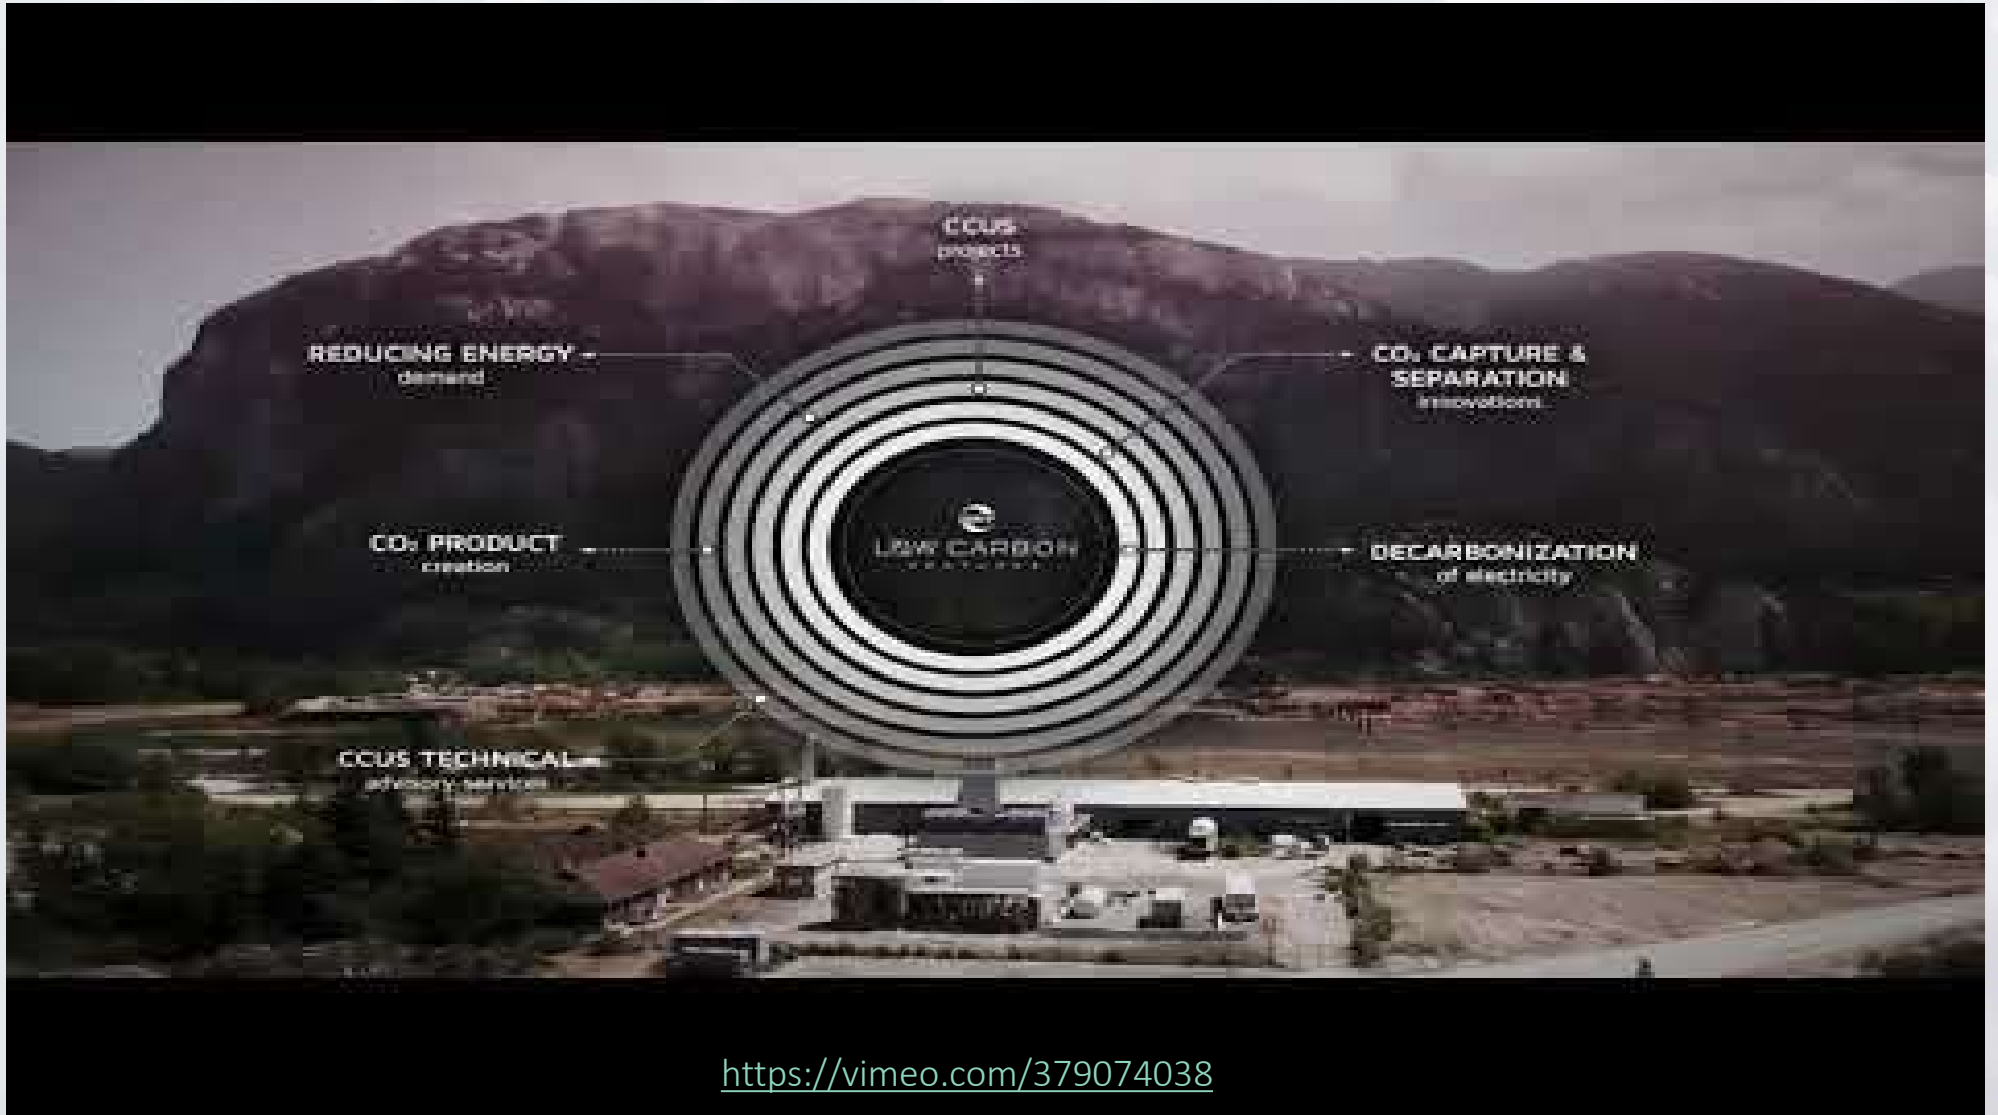 CCUS
projects
REDUCING ENERGY
demand
CO₂ CAPTURE &
SEPARATION
innovations
CO₂ PRODUCT
creation
LOW CARBON
VENTURES
DECARBONIZATION
of electricity
CCUS TECHNICAL
advisory services
https://vimeo.com/379074038